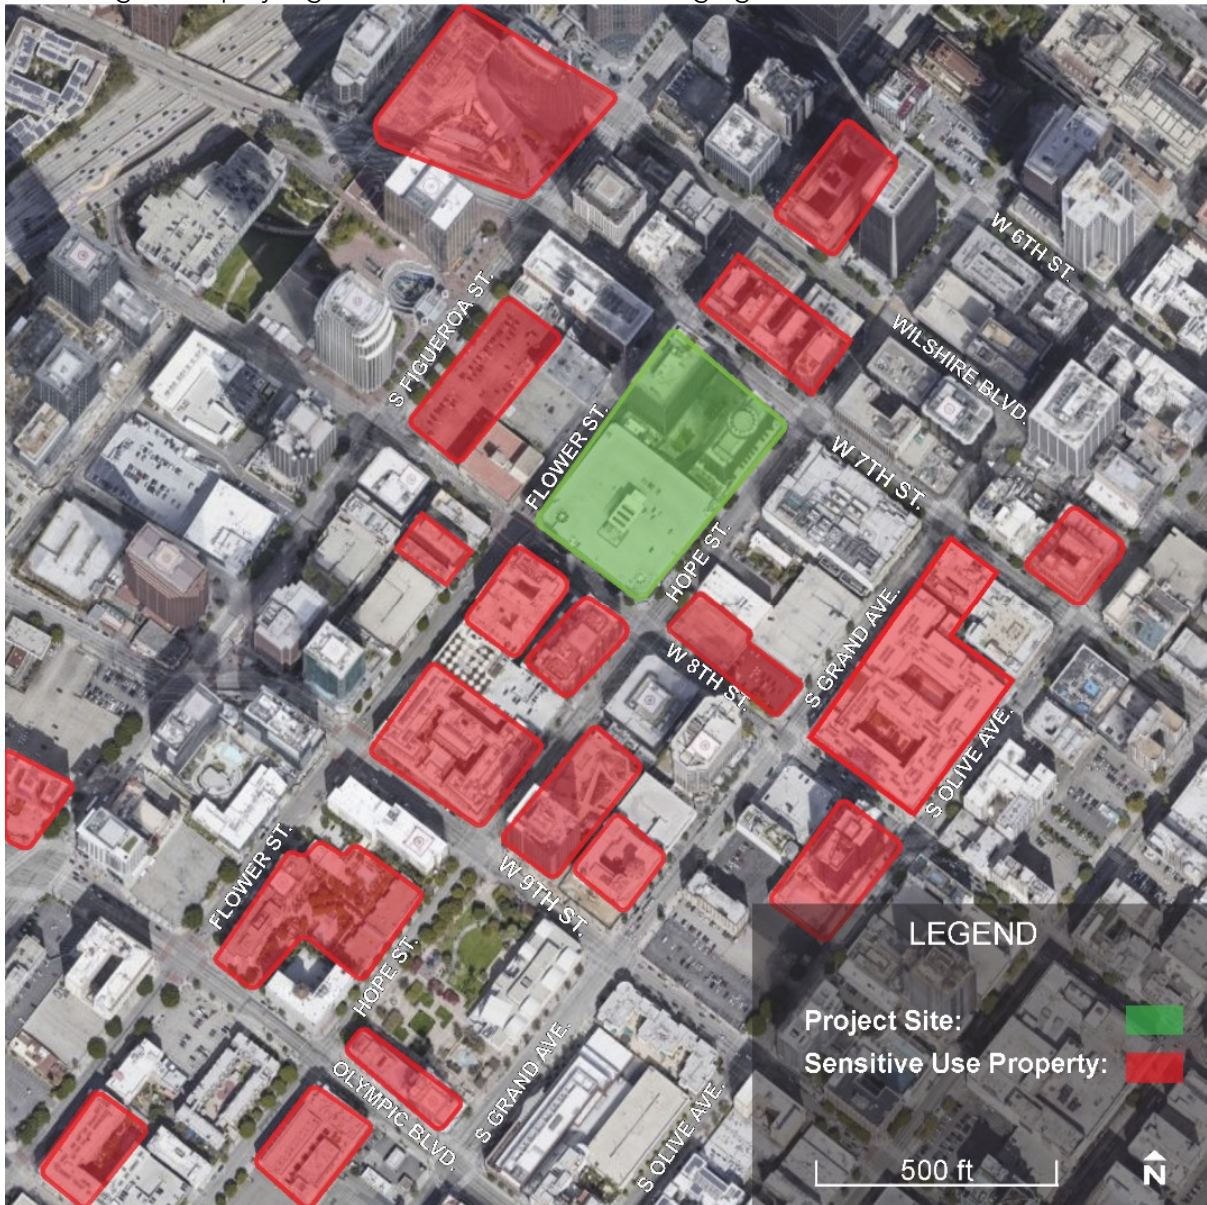 W 6TH ST.
S FIGUEROA ST.
WILSHIRE BLVD.
FLOWER ST.
W 7TH ST.
HOPE ST.
S GRAND AVE.
W 8TH ST.
S OLIVE AVE.
FLOWER ST.
W 9TH ST.
HOPE ST.
OLYMPIC BLVD.
S GRAND AVE.
S OLIVE AVE.
LEGEND
Project Site:
Sensitive Use Property:
500 ft
N